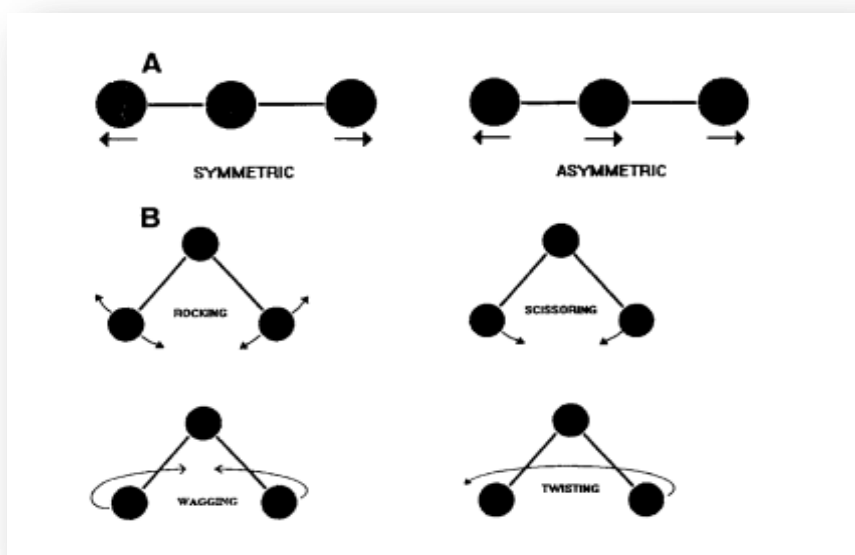 A
SYMMETRIC
ASYMMETRIC
B
ROCKING
SCISSORING
WAGGING
TWISTING